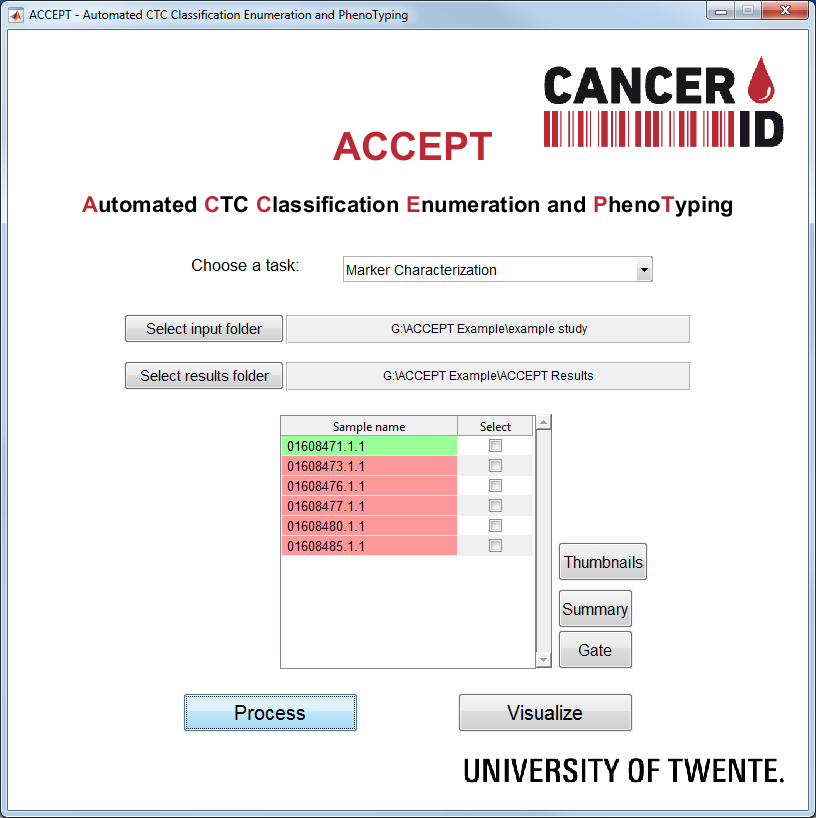 ACCEPT - Automated CTC Classification Enumeration and PhenoTyping
CANCER
ID
ACCEPT
Automated CTC Classification Enumeration and PhenoTyping
Choose a task: Marker Characterization
Select input folder G:\ACCEPT Example\example study
Select results folder G:\ACCEPT Example\ACCEPT Results
Sample name Select
01608471.1.1
01608473.1.1
01608476.1.1
01608477.1.1
01608480.1.1
01608485.1.1
Thumbnails
Summary
Gate
Process Visualize
UNIVERSITY OF TWENTE.